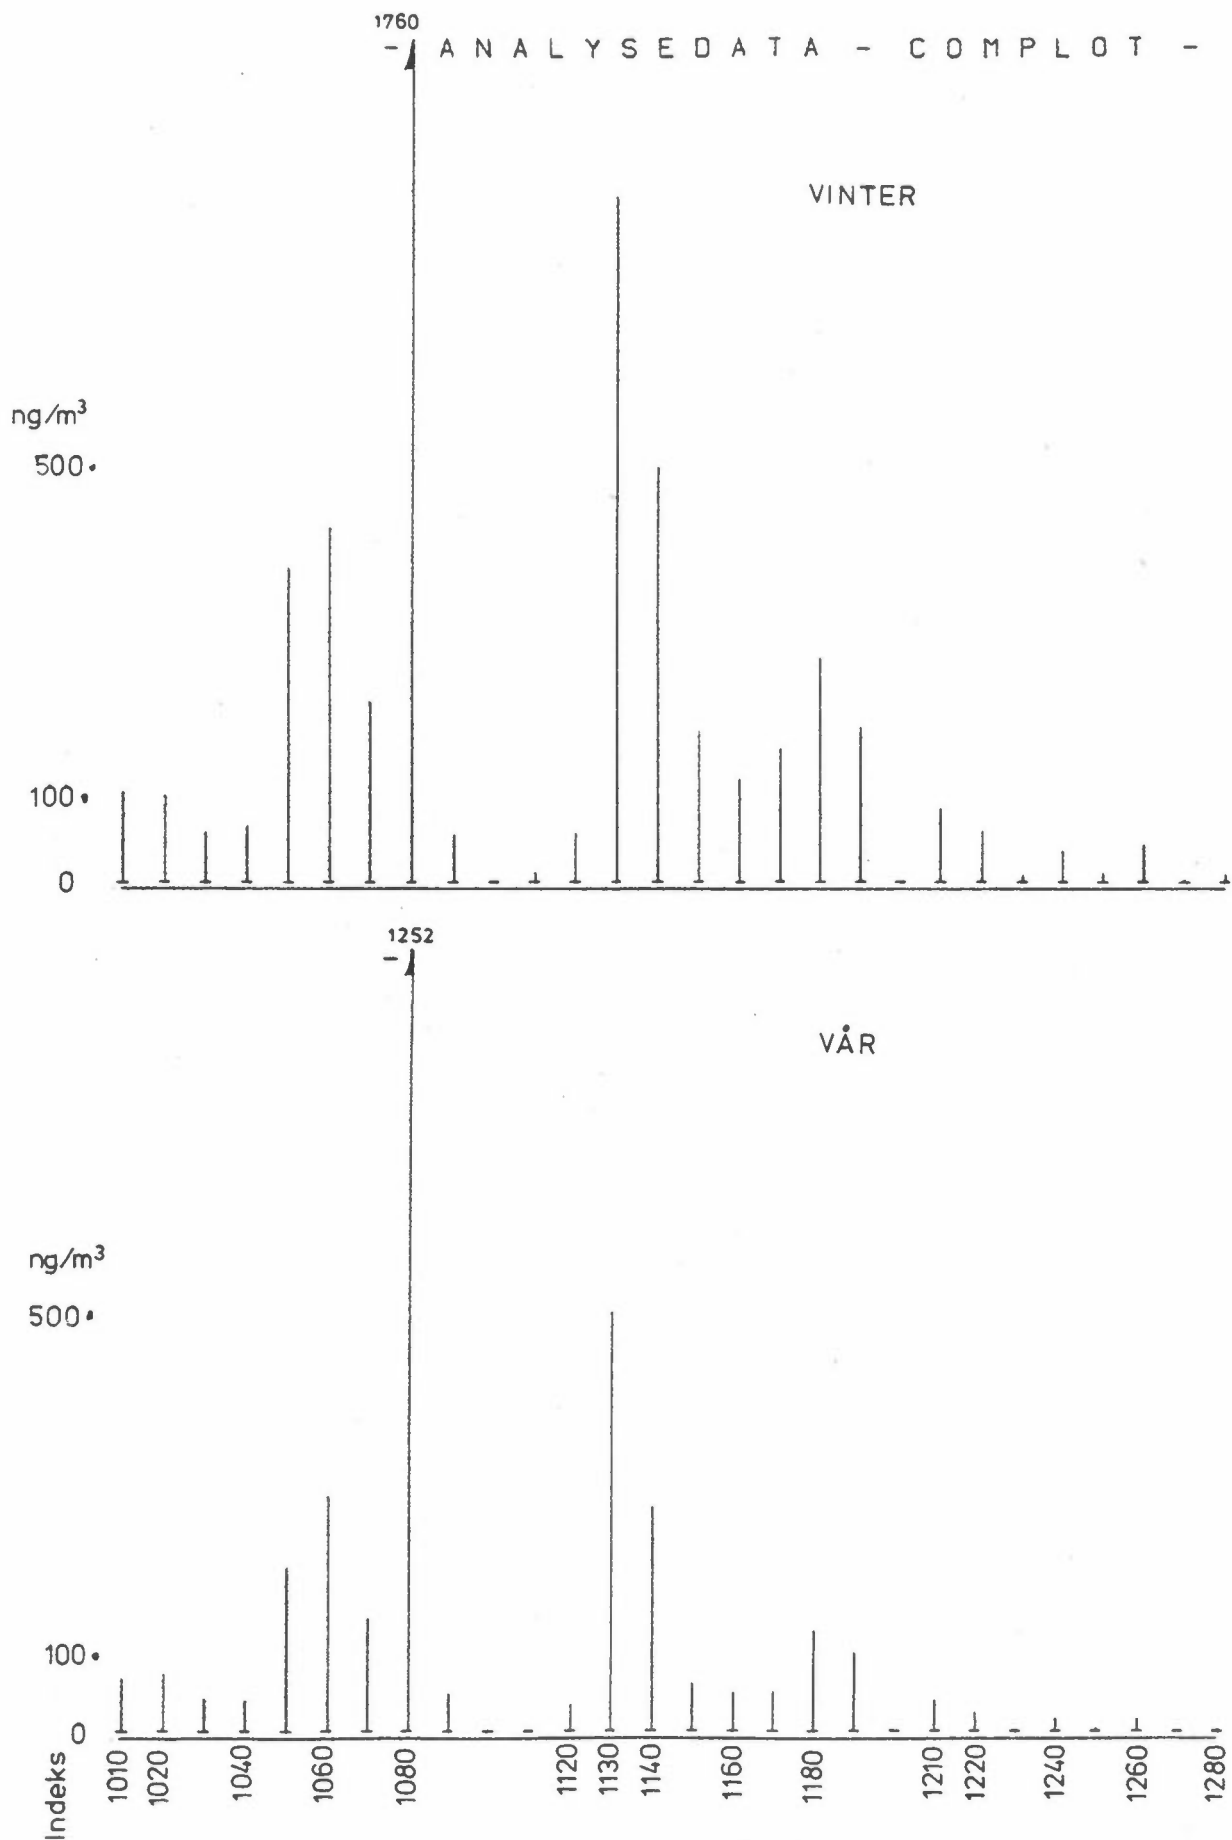 1760
- ANALYSEDATA - COMPLOT -
VINTER
ng/m³
500
100
0
1252
-
VÅR
ng/m³
500
100
0
Indeks 1010 1020 1040 1060 1080 1120 1130 1140 1160 1180 1210 1220 1240 1260 1280